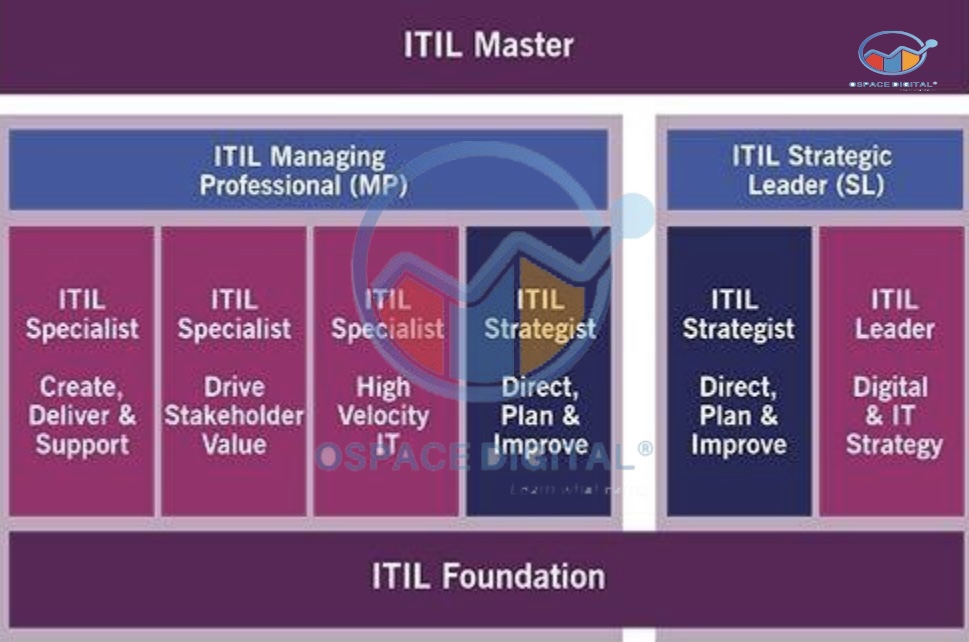 ITIL Master
OSPACE DIGITAL®
ITIL Managing
Professional (MP)
ITIL Strategic
Leader (SL)
ITIL
Specialist
Create,
Deliver &
Support
ITIL
Specialist
Drive
Stakeholder
Value
ITIL
Specialist
High
Velocity
IT
ITIL
Strategist
Direct,
Plan &
Improve
ITIL
Strategist
Direct,
Plan &
Improve
ITIL
Leader
Digital
& IT
Strategy
OSPACE DIGITAL®
Learn what
ITIL Foundation